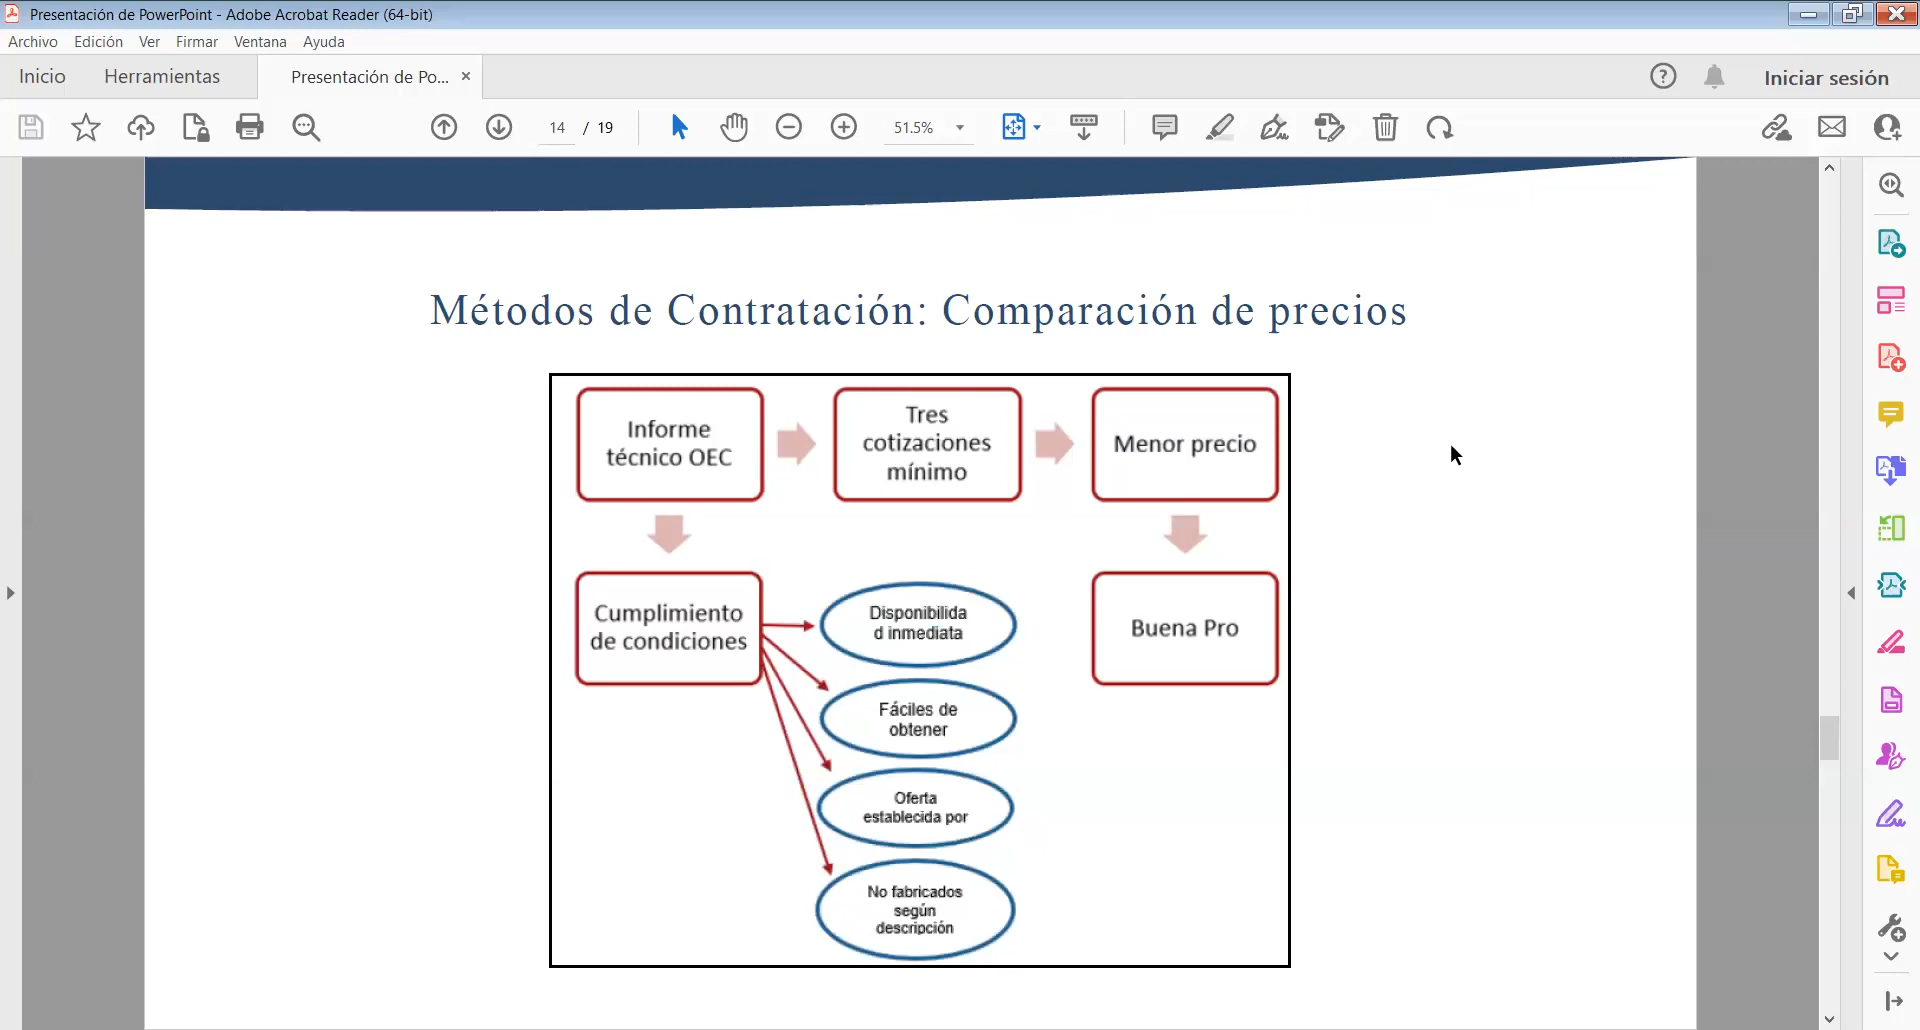 Presentación de PowerPoint - Adobe Acrobat Reader (64-bit)
Archivo Edición Ver Firmar Ventana Ayuda
Inicio Herramientas Presentación de Po... × Iniciar sesión
14 / 19 51.5%
Métodos de Contratación: Comparación de precios
Informe
técnico OEC
Tres
cotizaciones
mínimo
Menor precio
Cumplimiento
de condiciones
Disponibilida
d inmediata
Fáciles de
obtener
Oferta
establecida por
No fabricados
según
descripción
Buena Pro